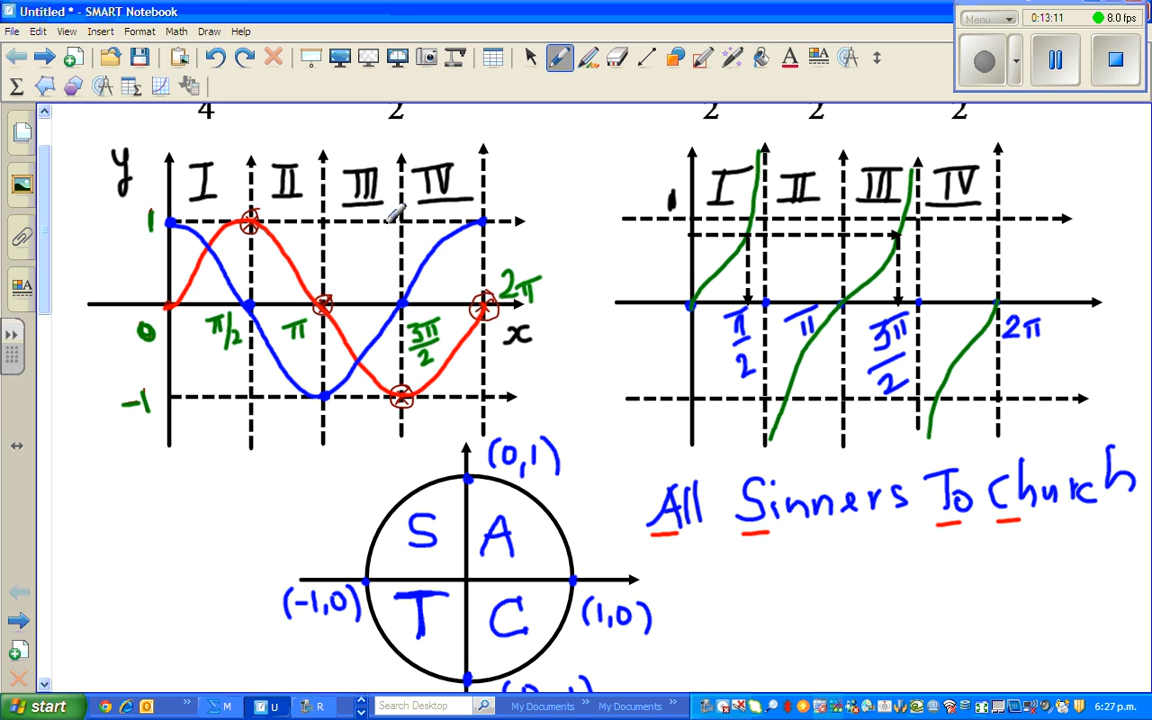 Untitled * - SMART Notebook
File Edit View Insert Format Math Draw Help
Menu
0:13:11
8.0 fps
4 2
2 2 2
y I II III IV
I II III IV
1
0 π/2 π 3π/2 2π
x
-1
π/2 π 3π/2 2π
(0,1)
All Sinners To Church
S A
(-1,0) T C (1,0)
start
M
U
R
Search Desktop
My Documents
My Documents
6:27 p.m.